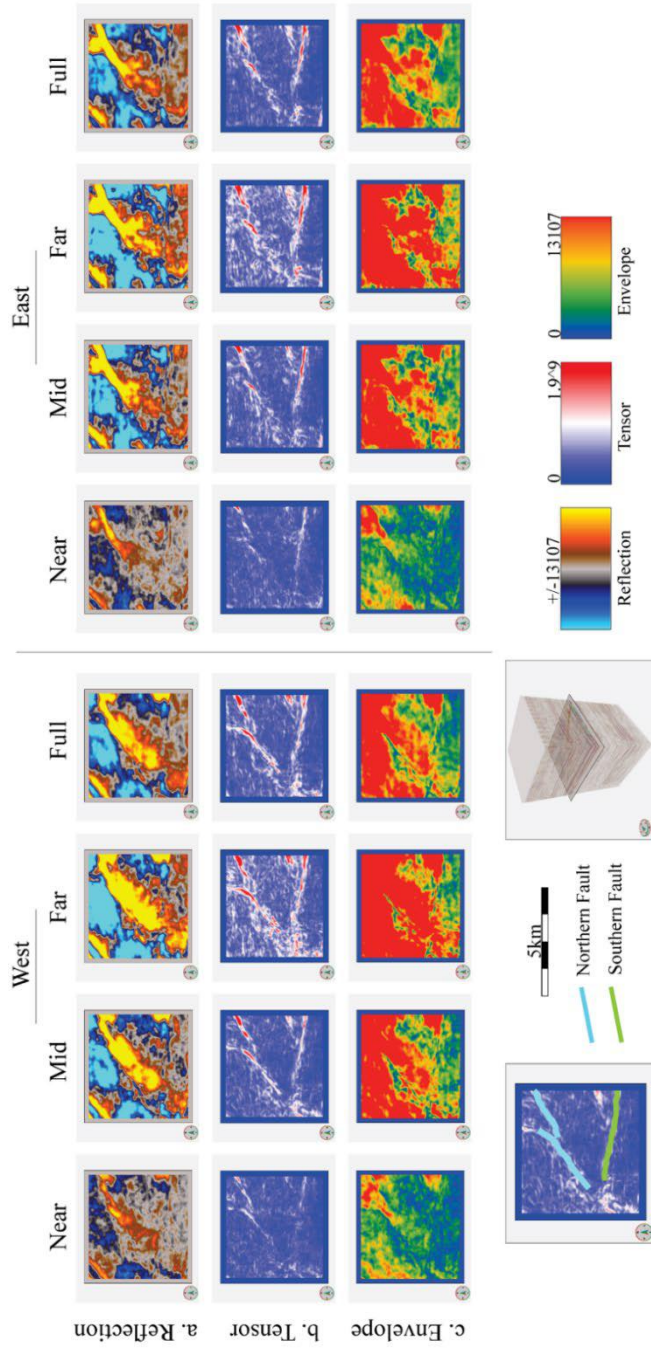 West
East
Near
Mid
Far
Full
Near
Mid
Far
Full
a. Reflection
b. Tensor
c. Envelope
5km
Northern Fault
Southern Fault
+/-13107
Reflection
0
1.9^9
Tensor
0
13107
Envelope